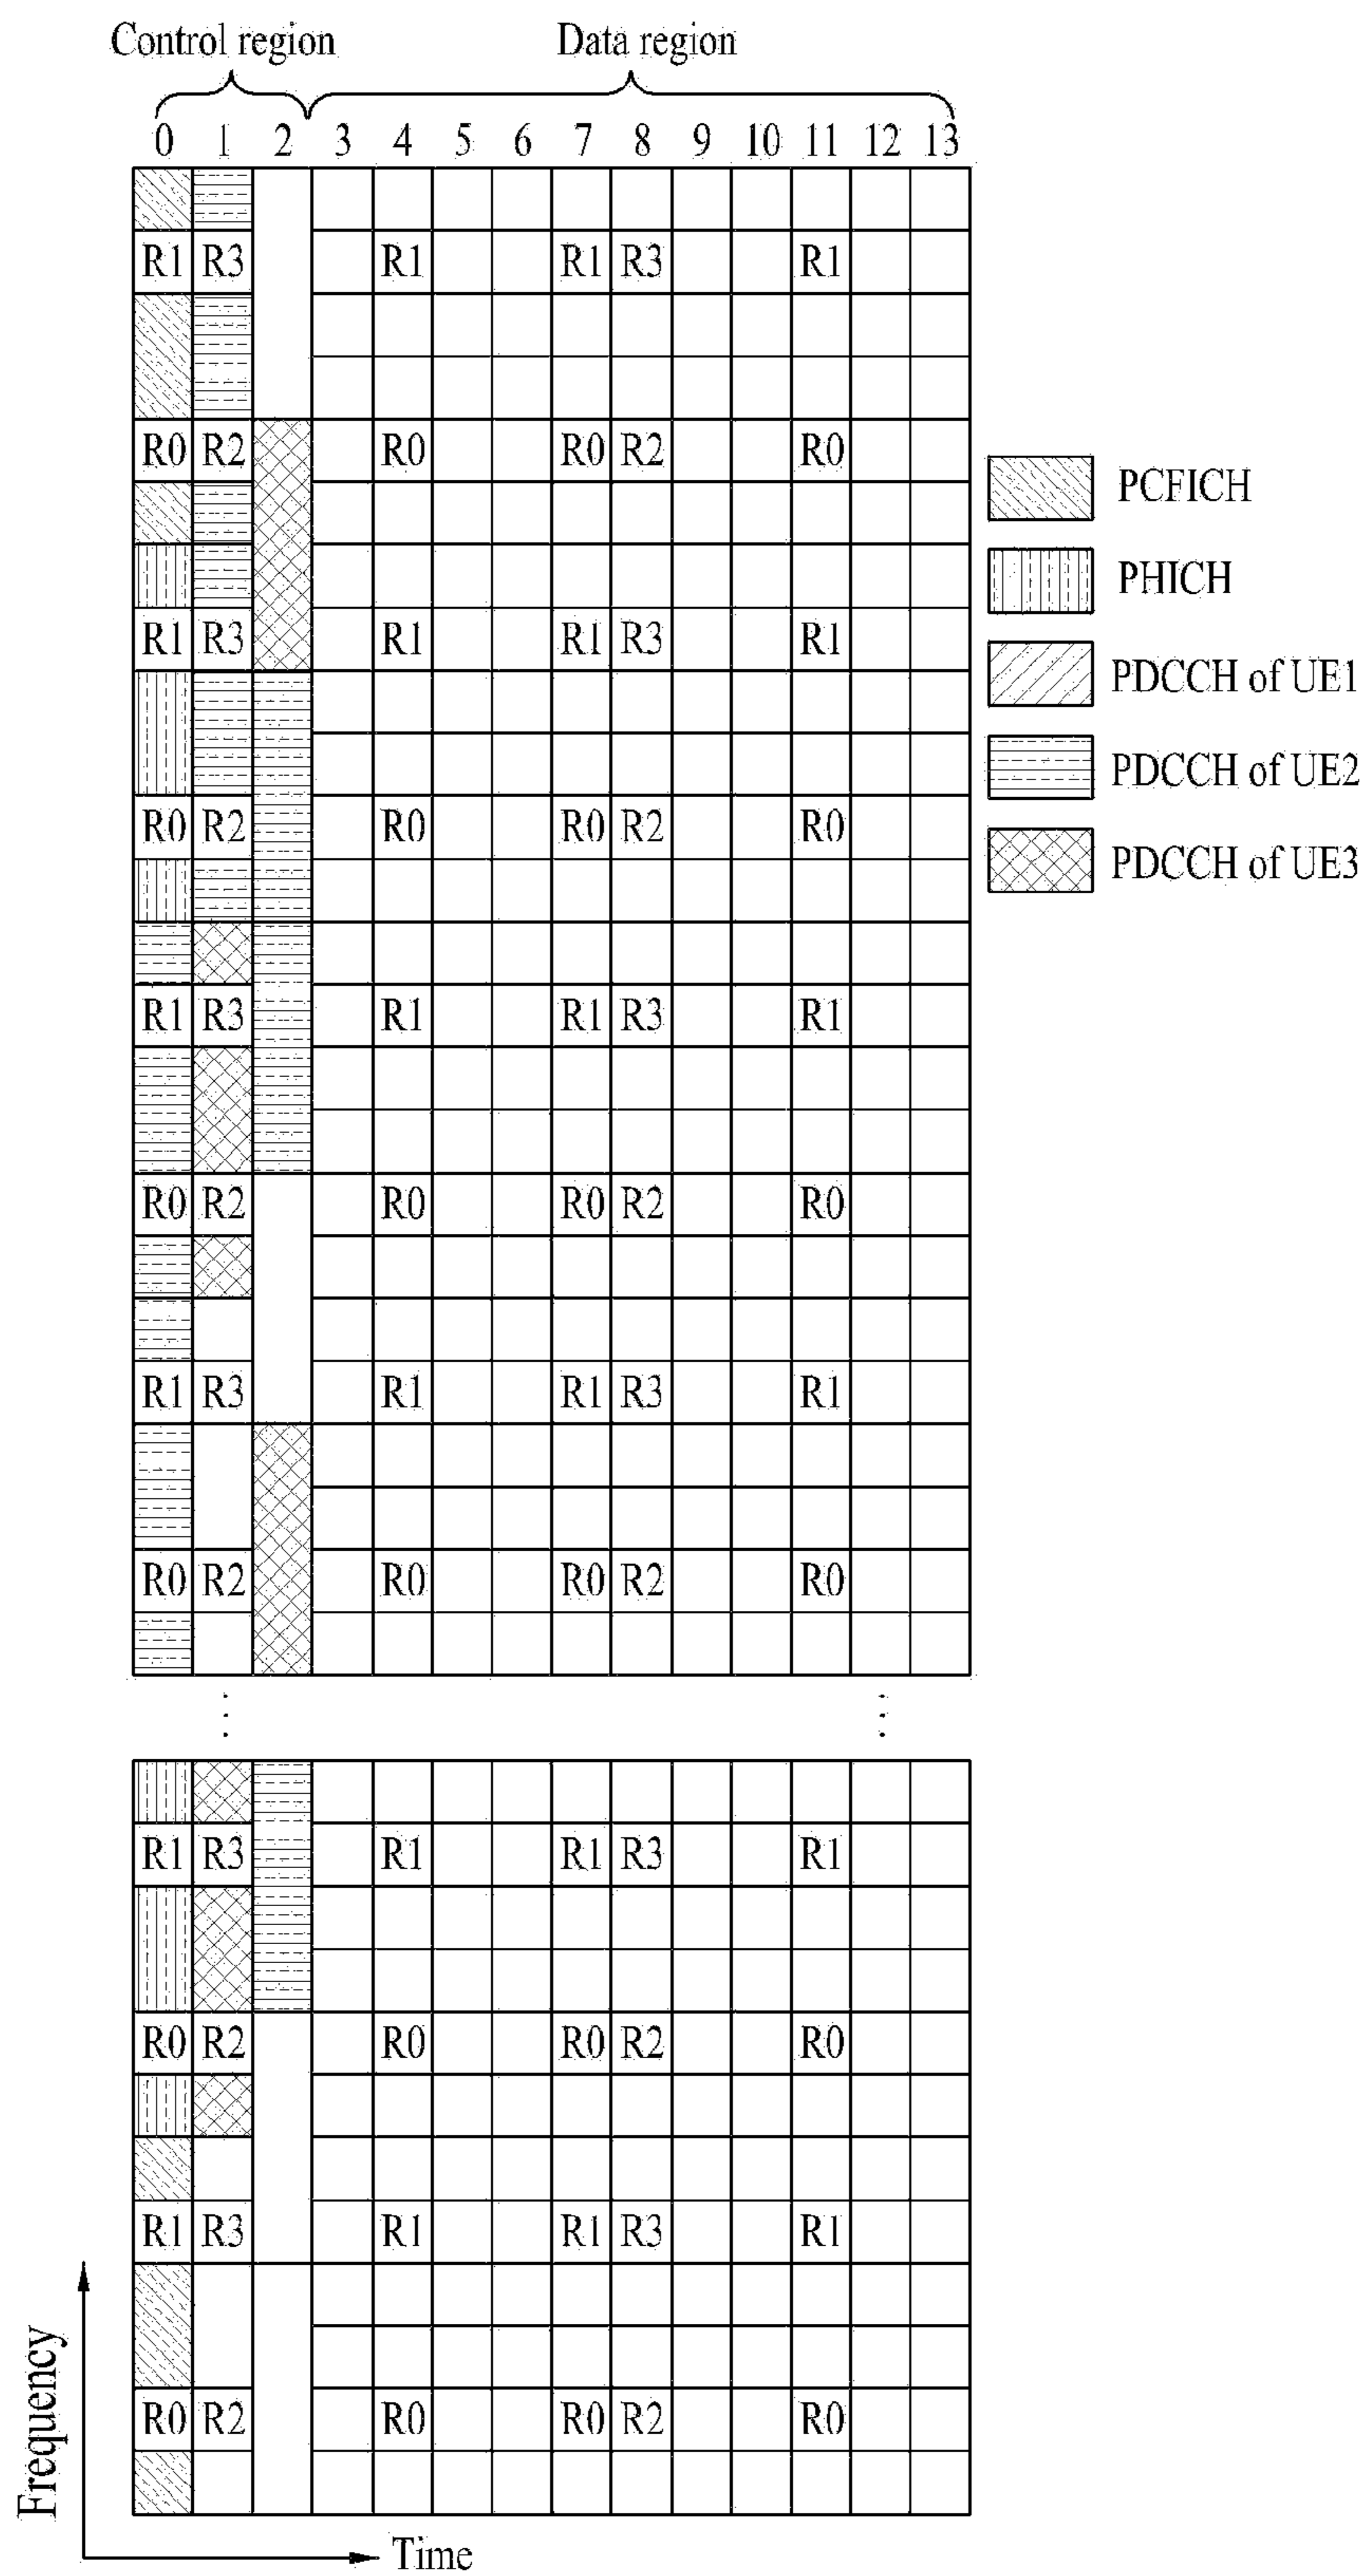 Control region Data region
0 1 2 3 4 5 6 7 8 9 10 11 12 13
R1 R3 R1 R1 R3 R1
R0 R2 R0 R0 R2 R0
PCFICH
PHICH
R1 R3 R1 R1 R3 R1
PDCCH of UE1
PDCCH of UE2
R0 R2 R0 R0 R2 R0
PDCCH of UE3
R1 R3 R1 R1 R3 R1
R0 R2 R0 R0 R2 R0
R1 R3 R1 R1 R3 R1
R0 R2 R0 R0 R2 R0
R1 R3 R1 R1 R3 R1
R0 R2 R0 R0 R2 R0
R1 R3 R1 R1 R3 R1
R0 R2 R0 R0 R2 R0
Frequency
Time